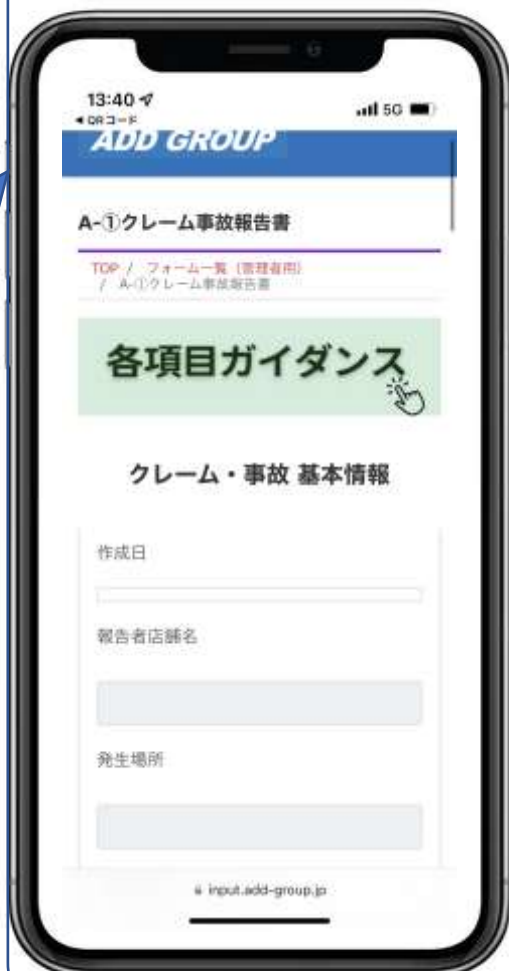 13:40
◀ QRコード
5G
ADD GROUP
A-①クレーム事故報告書
TOP / フォーム一覧（管理者用）
/ A-①クレーム事故報告書
各項目ガイダンス
クレーム・事故 基本情報
作成日
報告者店舗名
発生場所
input.add-group.jp